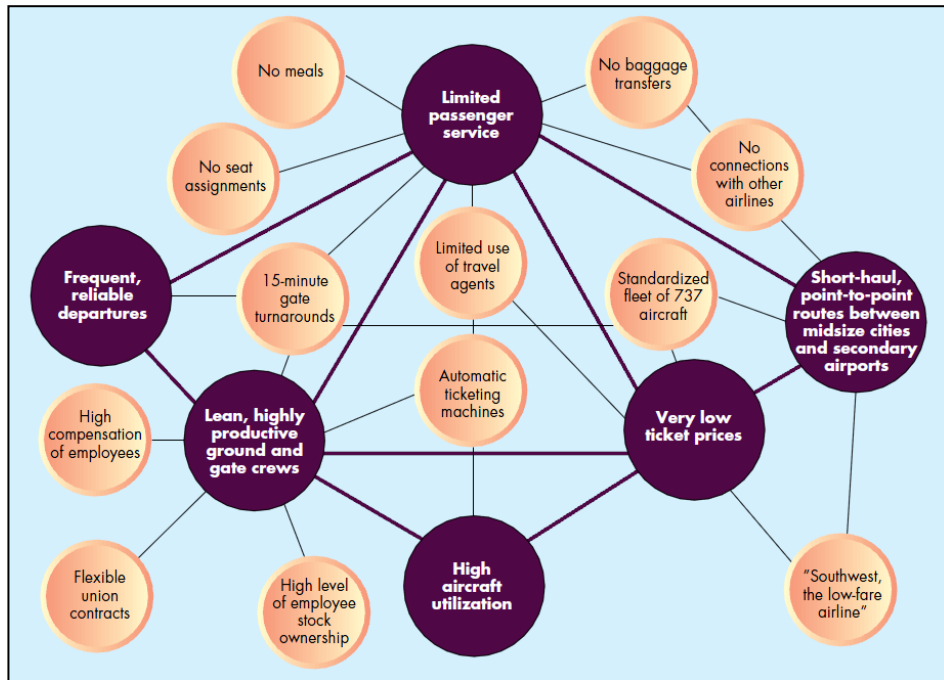 No meals
Limited
passenger
service
No baggage
transfers
No seat
assignments
No
connections
with other
airlines
Frequent,
reliable
departures
15-minute
gate
turnarounds
Limited
use of travel
agents
Standardized
fleet of 737
aircraft
Short-haul,
point-to-point
routes between
midsize cities
and secondary
airports
High
compensation
of employees
Lean, highly
productive
ground and
gate crews
Automatic
ticketing
machines
Very low
ticket prices
Flexible
union
contracts
High level
of employee
stock
ownership
High
aircraft
utilization
"Southwest,
the low-fare
airline"